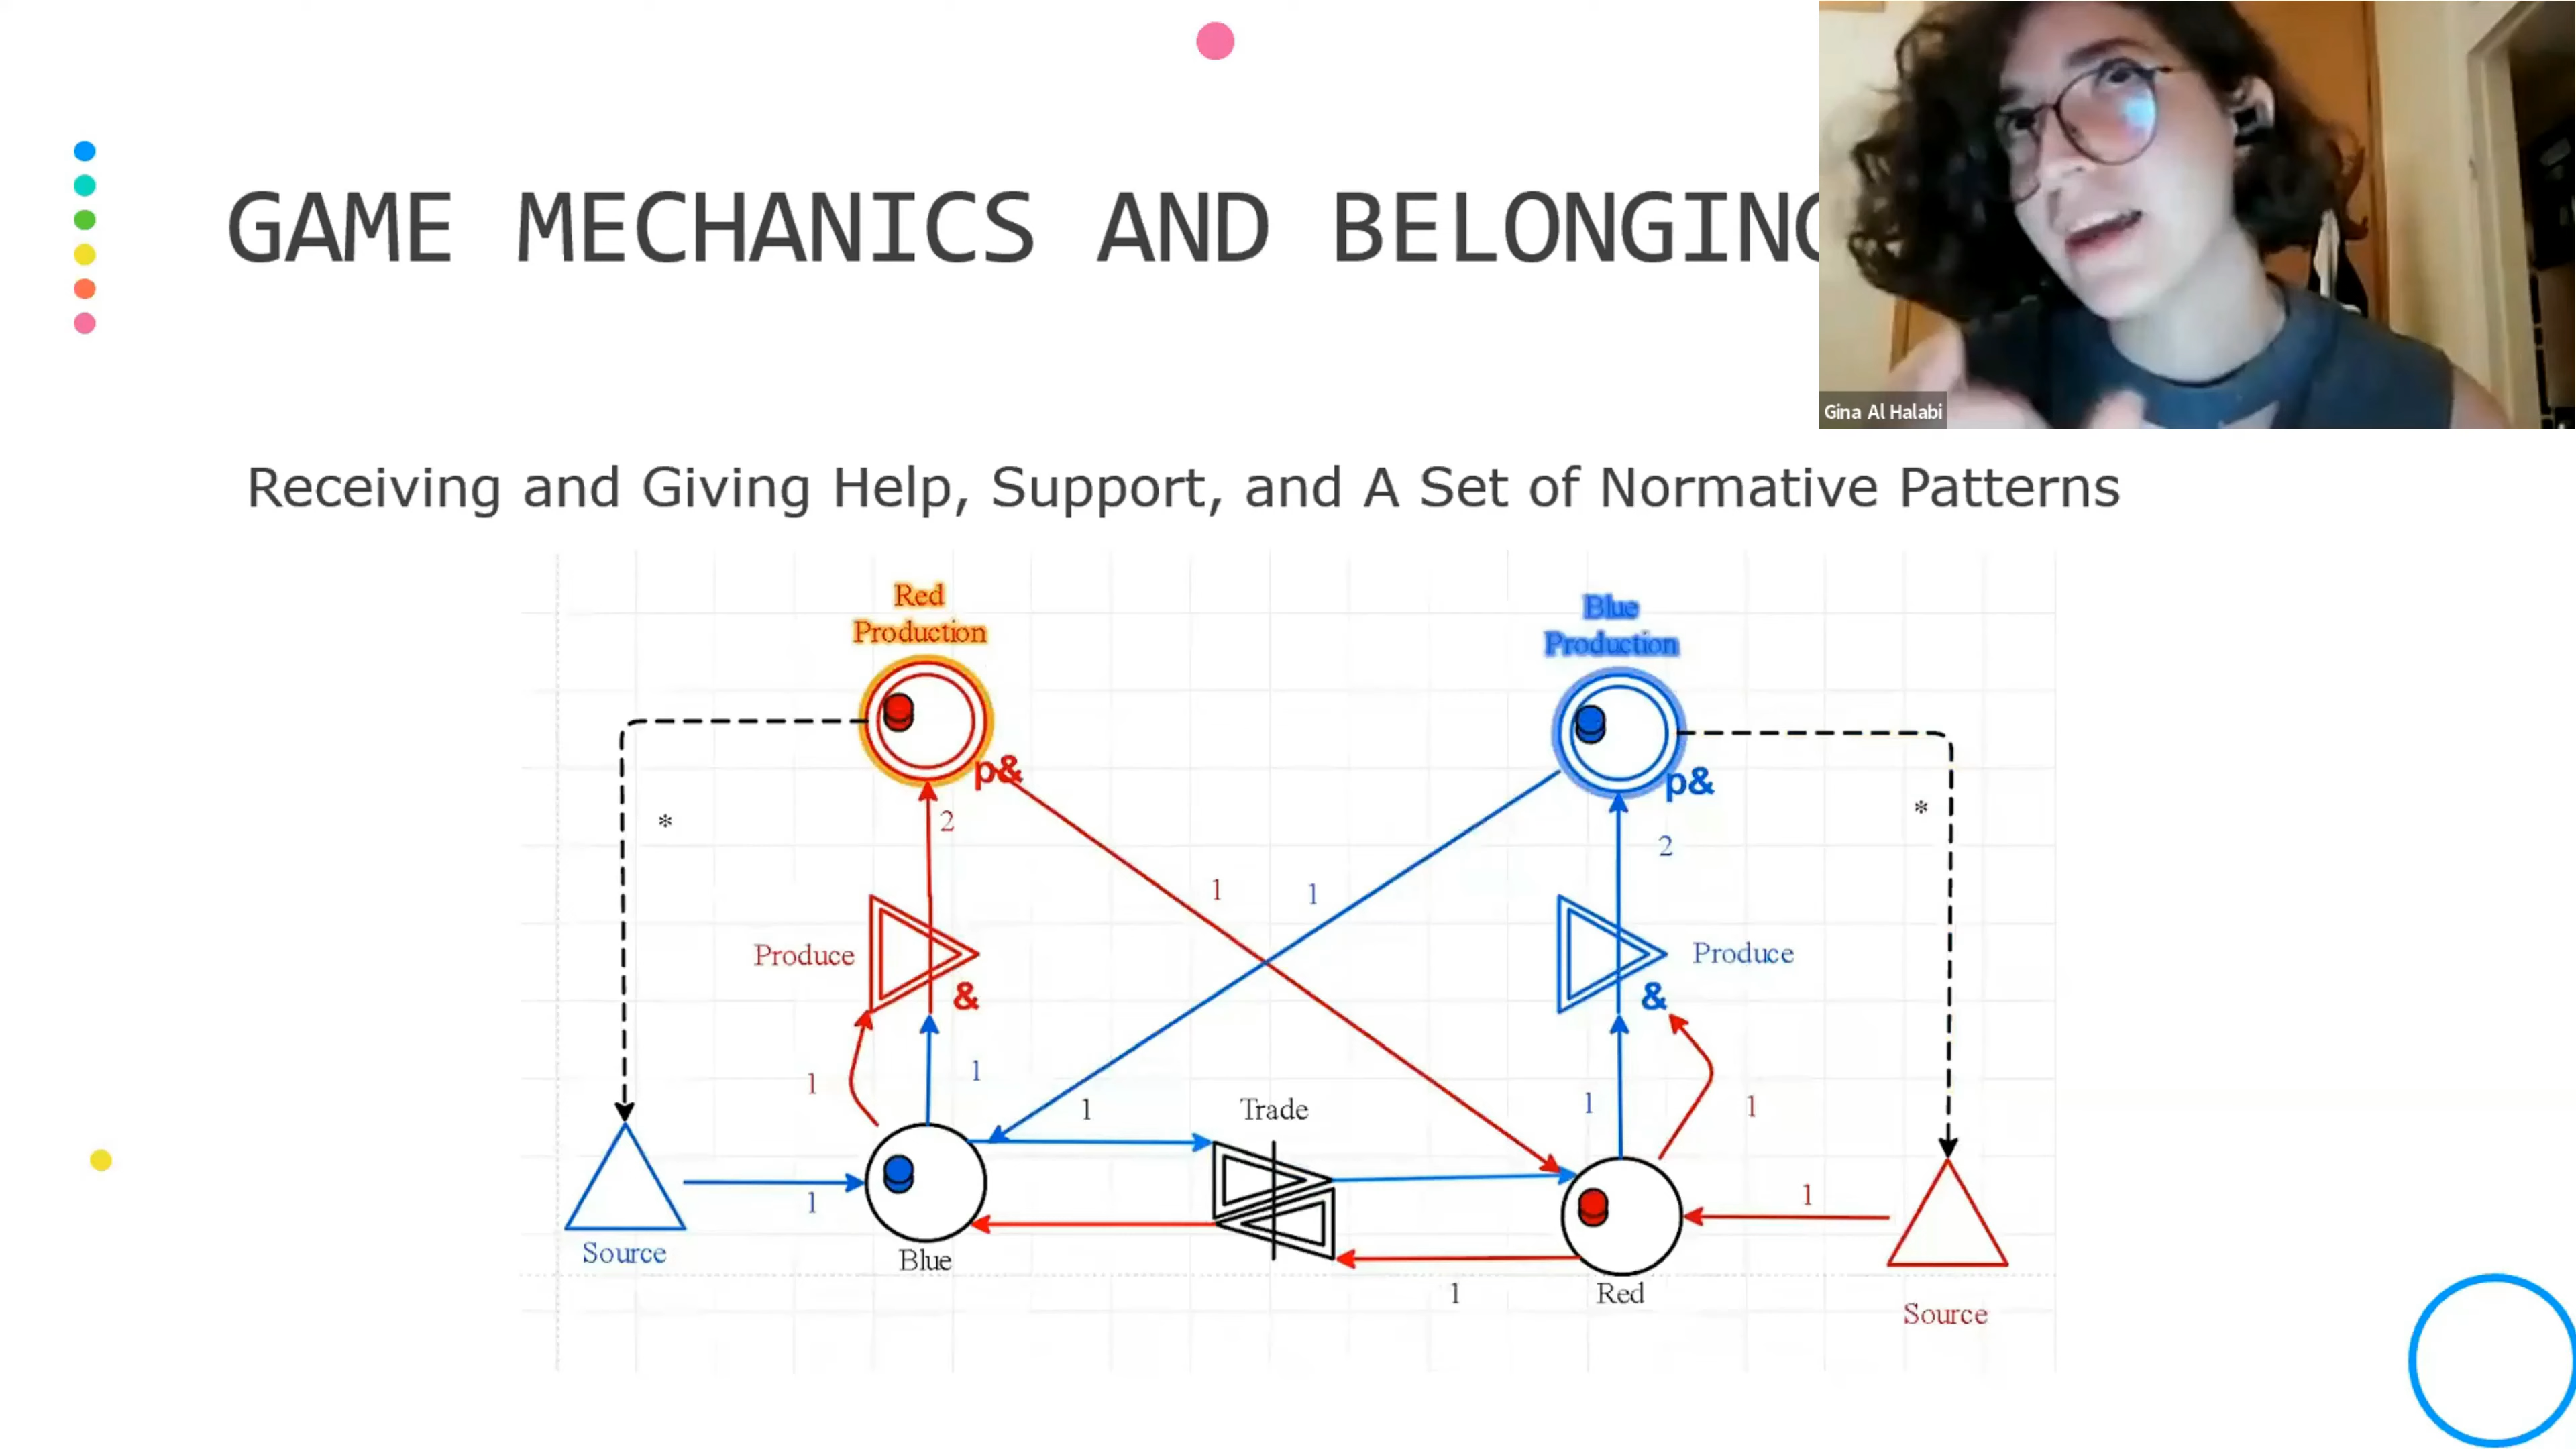 GAME MECHANICS AND BELONGING
Gina Al Halabi
Receiving and Giving Help, Support, and A Set of Normative Patterns
Red
Production
Blue
Production
p&
p&
2
*
*
2
1
1
Produce
Produce
&
&
1
1
1
1
1
Trade
1
1
1
Source
Blue
Red
1
Source